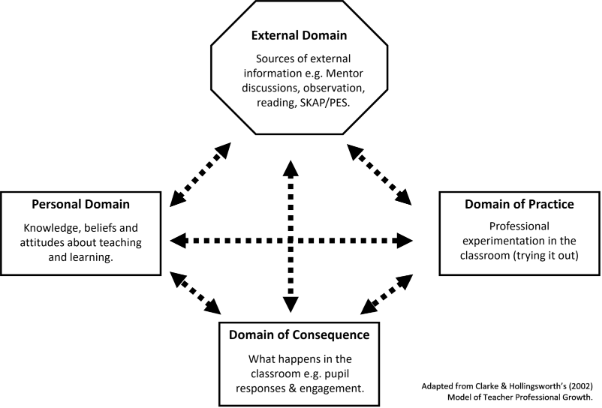 External Domain
Sources of external
information e.g. Mentor
discussions, observation,
reading, SKAP/PES.
Personal Domain
Knowledge, beliefs and
attitudes about teaching
and learning.
Domain of Practice
Professional
experimentation in the
classroom (trying it out)
Domain of Consequence
What happens in the
classroom e.g. pupil
responses & engagement.
Adapted from Clarke & Hollingsworth's (2002)
Model of Teacher Professional Growth.